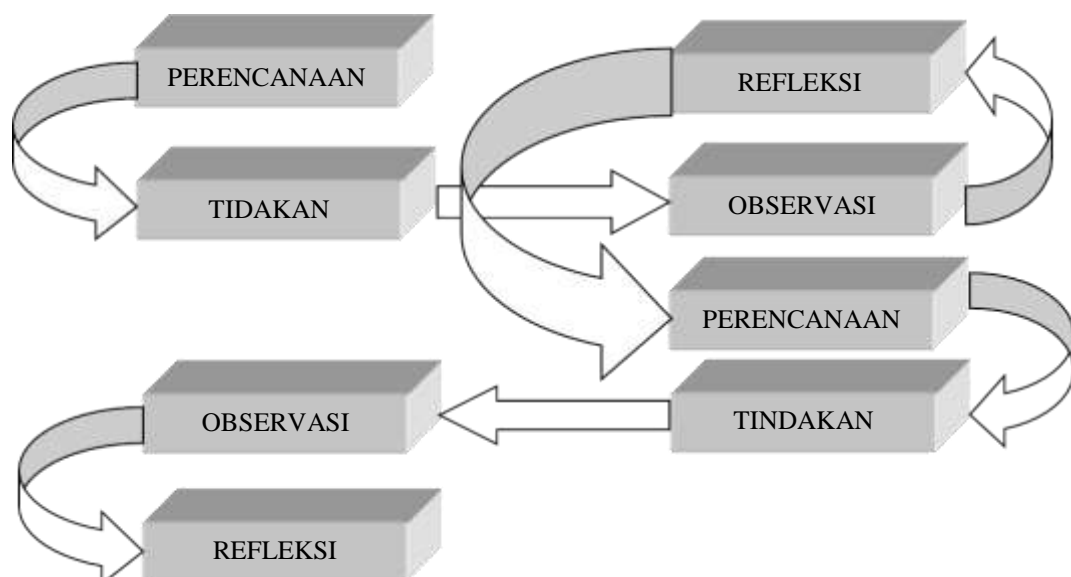 PERENCANAAN
TIDAKAN
REFLEKSI
OBSERVASI
PERENCANAAN
TINDAKAN
OBSERVASI
REFLEKSI